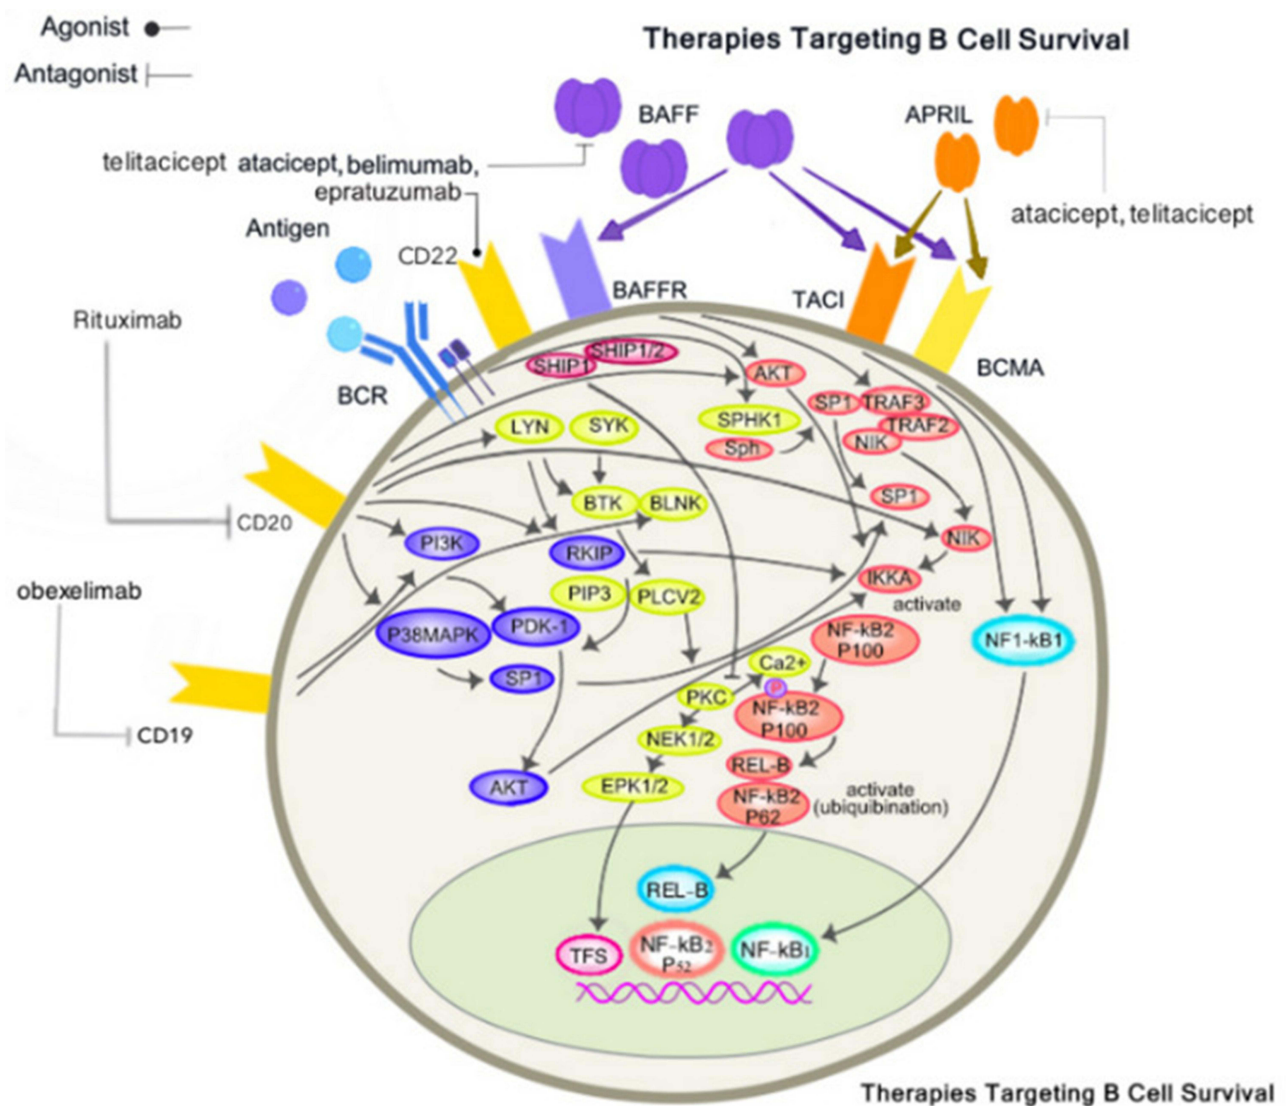 Agonist
Therapies Targeting B Cell Survival
Antagonist
BAFF
APRIL
telitacicept atacicept, belimumab,
epratuzumab
atacicept, telitacicept
Antigen
CD22
BAFFR
TACI
Rituximab
BCR
BCMA
SHIP1
SHIP1/2
AKT
SPHK1
Sph
SP1
TRAF3
TRAF2
NIK
LYN
SYK
SP1
BTK
BLNK
CD20
PI3K
RKIP
NIK
IKKA
activate
obexelimab
PIP3
PLCV2
P38MAPK
PDK-1
NF-kB2
P100
NF1-kB1
SP1
Ca2+
P
PKC
NF-kB2
P100
CD19
NEK1/2
REL-B
AKT
EPK1/2
NF-kB2
P62
activate
(ubiquibination)
REL-B
TFS
NF-kB2
P52
NF-kB1
Therapies Targeting B Cell Survival